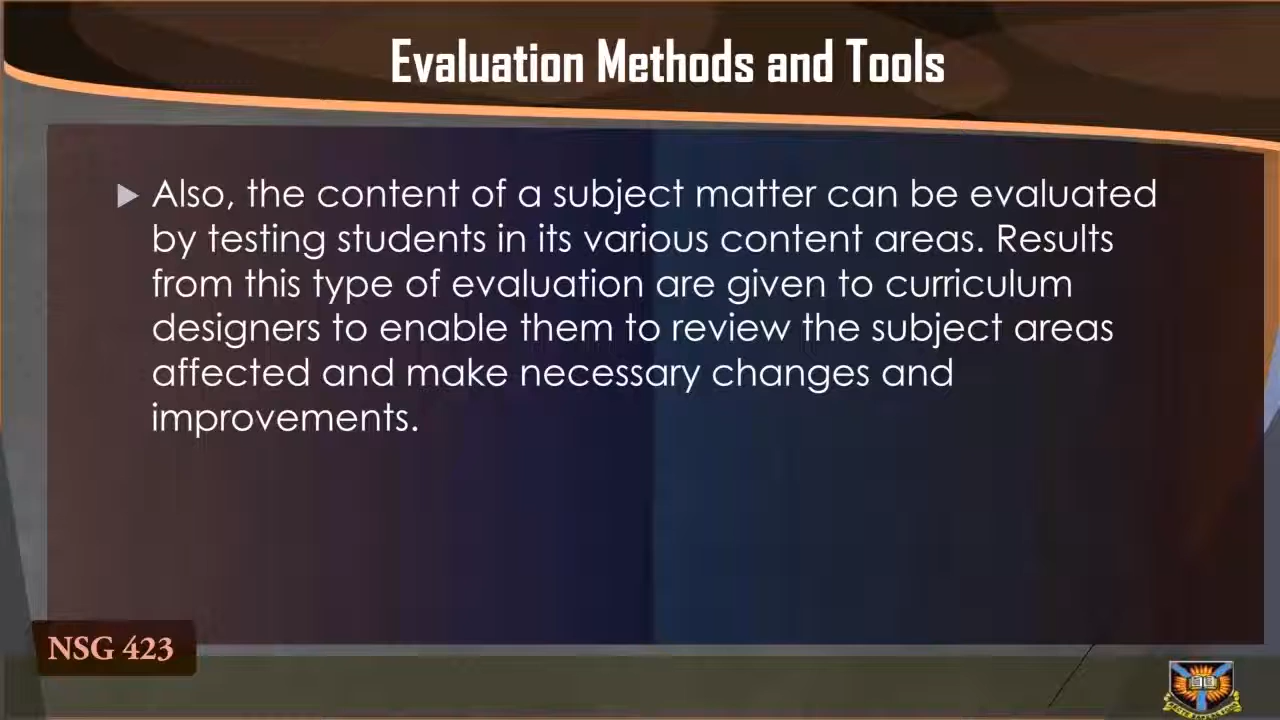 Evaluation Methods and Tools
Also, the content of a subject matter can be evaluated
by testing students in its various content areas. Results
from this type of evaluation are given to curriculum
designers to enable them to review the subject areas
affected and make necessary changes and
improvements.
NSG 423